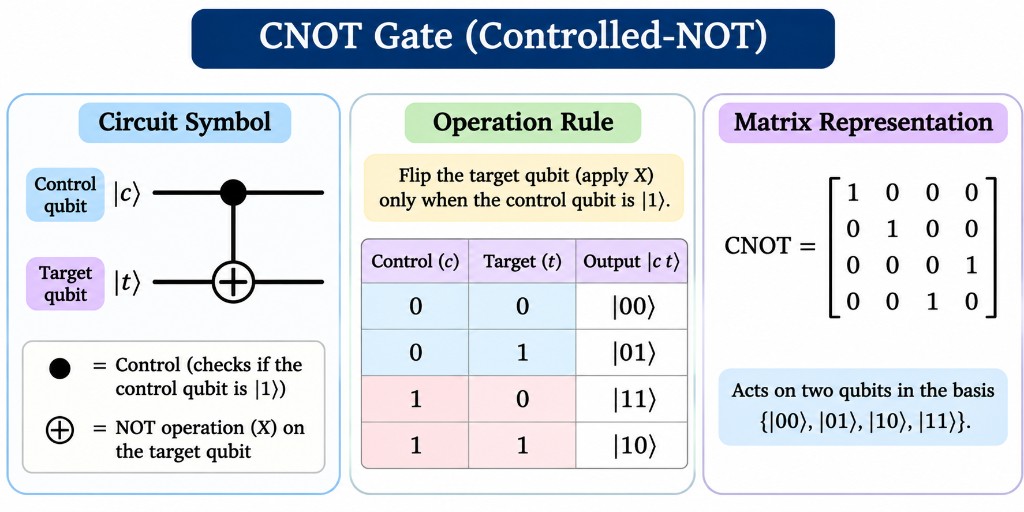 CNOT Gate (Controlled-NOT)
Circuit Symbol
Control
qubit
|c⟩
Target
qubit
|t⟩
= Control (checks if the
control qubit is |1⟩)
= NOT operation (X) on
the target qubit
Operation Rule
Flip the target qubit (apply X)
only when the control qubit is |1⟩.
Control (c) Target (t) Output |c t⟩
0 0 |00⟩
0 1 |01⟩
1 0 |11⟩
1 1 |10⟩
Matrix Representation
CNOT =
1 0 0 0
0 1 0 0
0 0 0 1
0 0 1 0
Acts on two qubits in the basis
{|00⟩, |01⟩, |10⟩, |11⟩}.